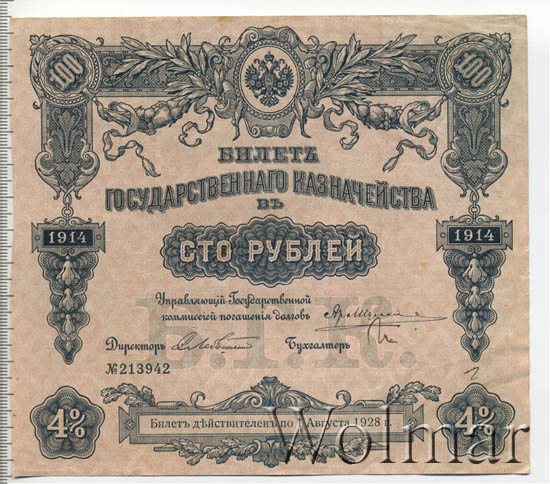 100 100
БИЛЕТЪ
ГОСУДАРСТВЕННАГО КАЗНАЧЕЙСТВА
ВЪ
1914 1914
СТО РУБЛЕЙ
Б.Г.К.
Управляющій Государственной
коммиссіей погашенія долговъ
Директоръ Бухгалтеръ
№213942
4% 4%
Билетъ дѣйствителенъ по 1 Августа 1928 г.
Wolmar